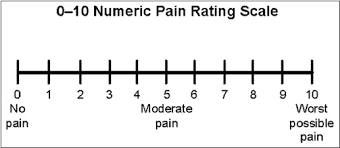 0–10 Numeric Pain Rating Scale
0 1 2 3 4 5 6 7 8 9 10
No Moderate Worst
pain pain possible
pain